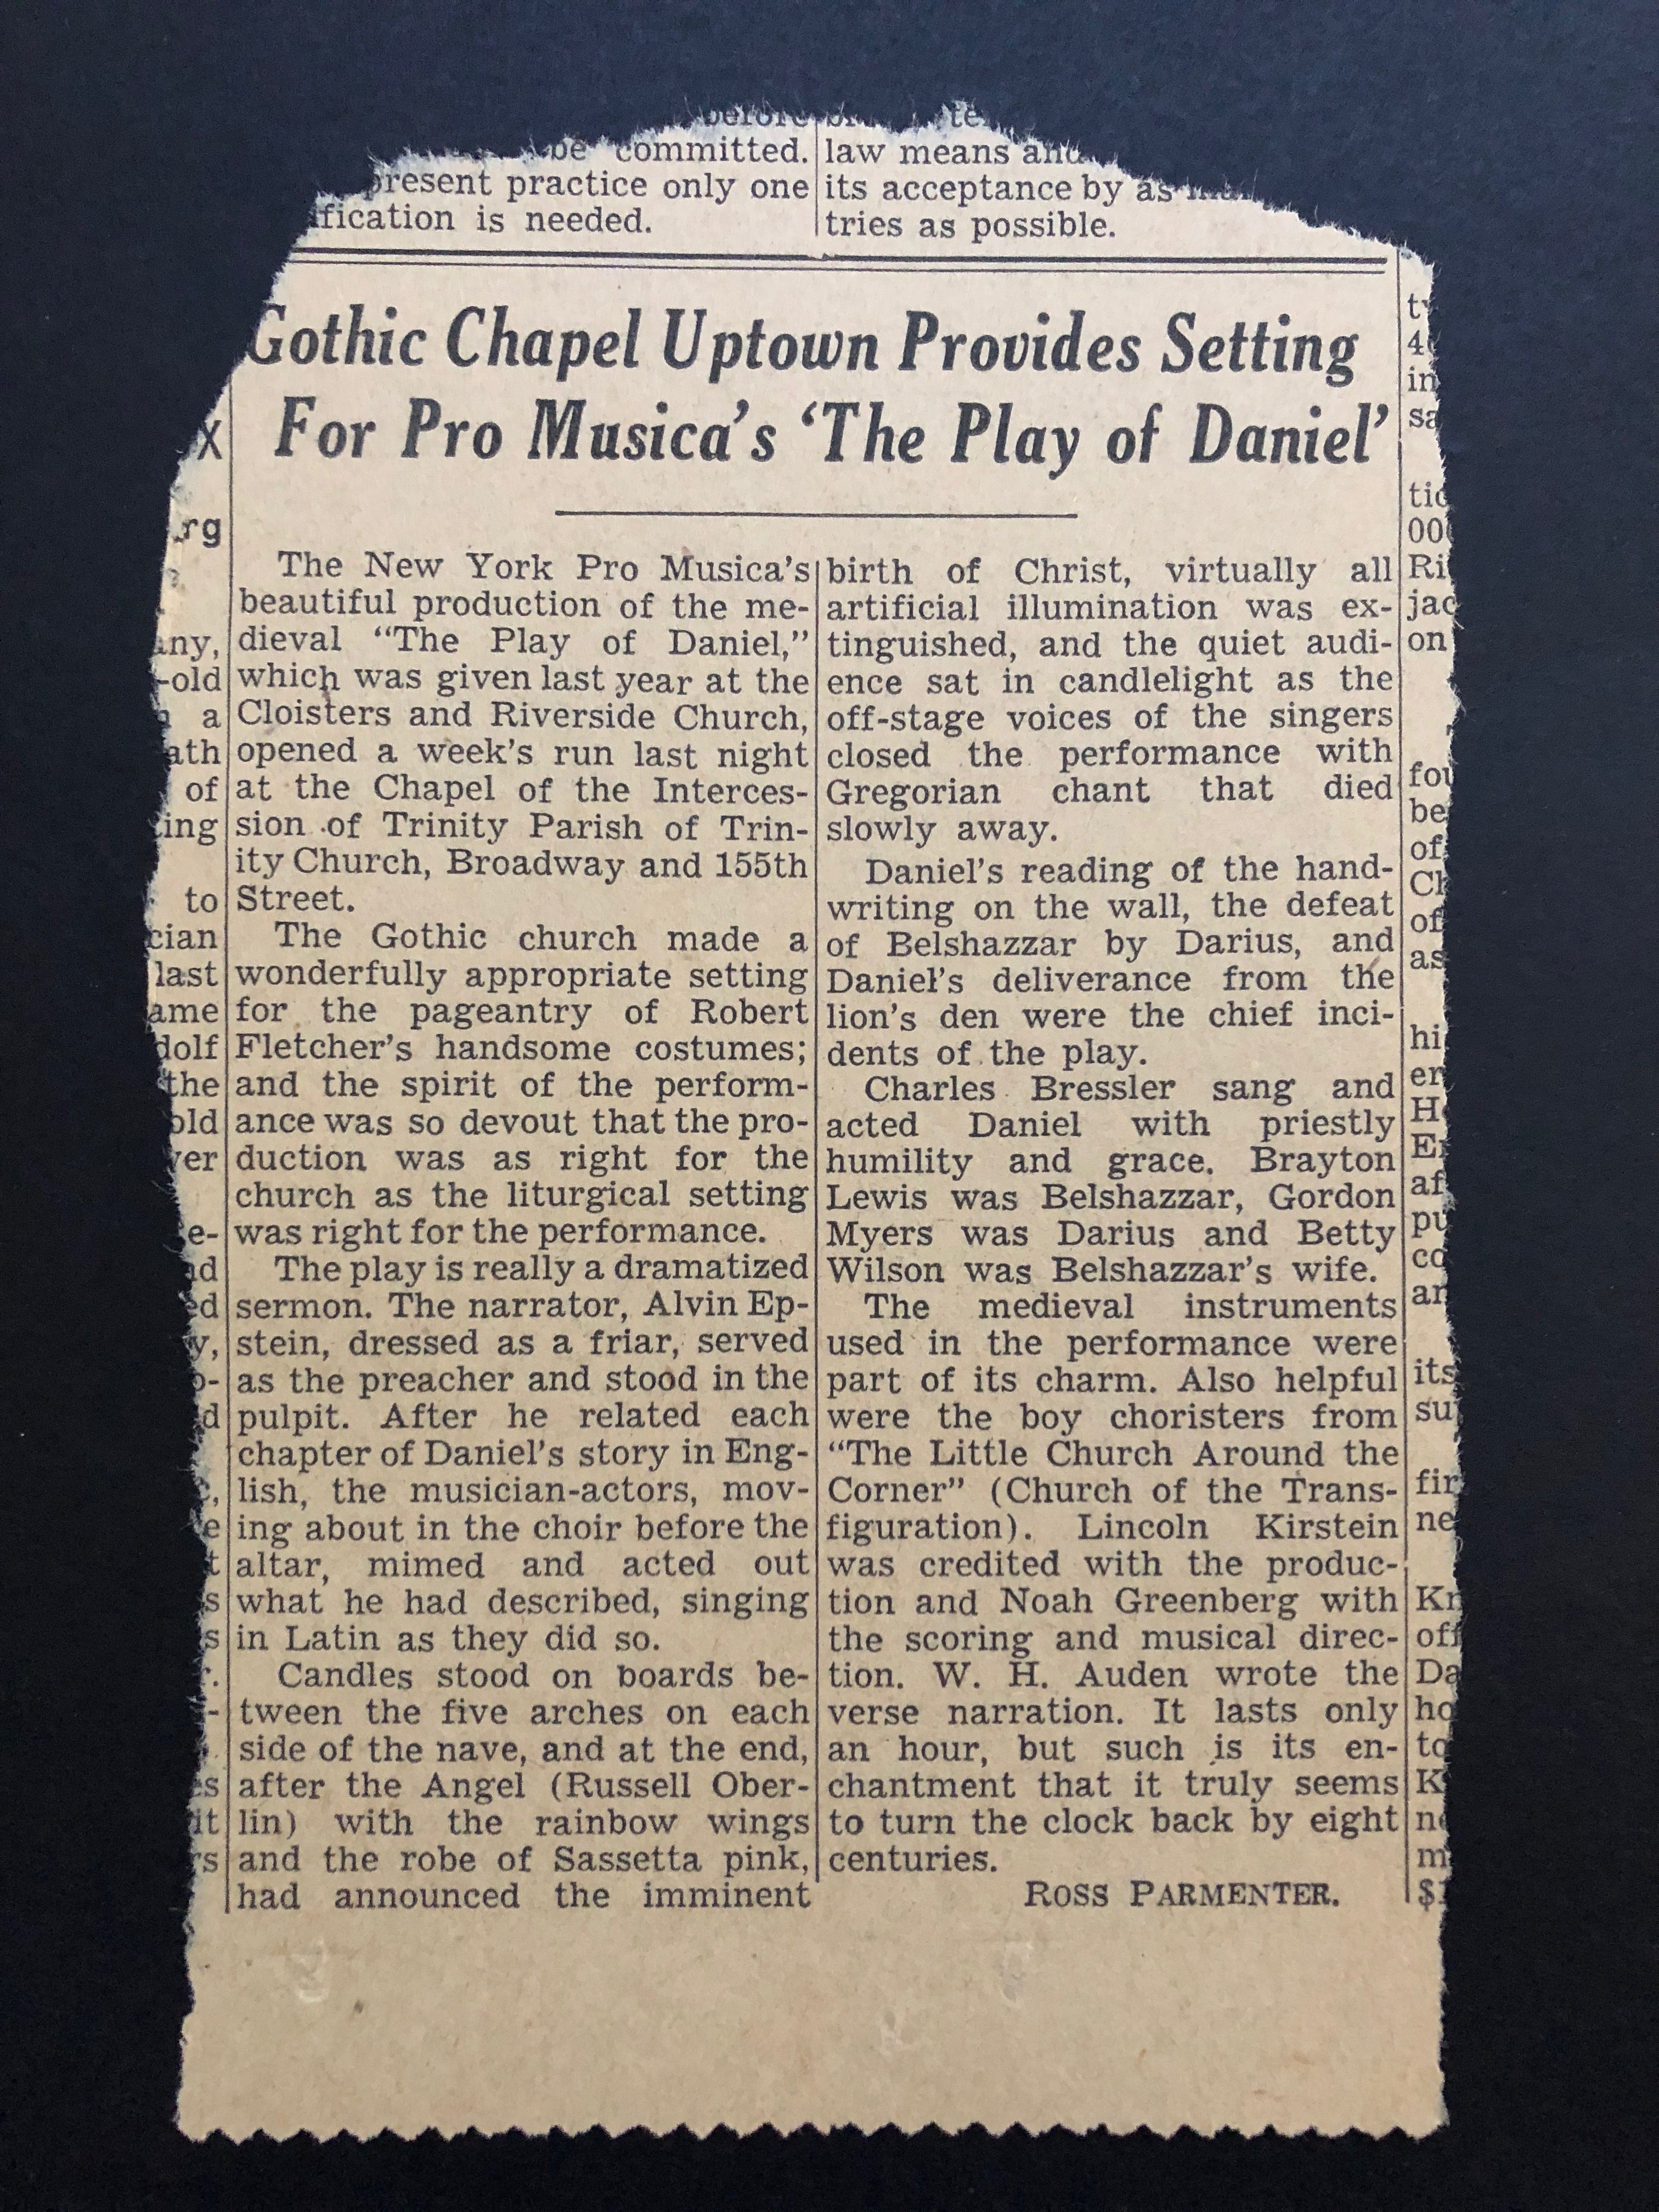 be committed.
present practice only one
fication is needed.
law means and
its acceptance by as
tries as possible.
Gothic Chapel Uptown Provides Setting
For Pro Musica's 'The Play of Daniel'
The New York Pro Musica's
beautiful production of the me-
dieval "The Play of Daniel,"
which was given last year at the
Cloisters and Riverside Church,
opened a week's run last night
at the Chapel of the Interces-
sion of Trinity Parish of Trin-
ity Church, Broadway and 155th
Street.
The Gothic church made a
wonderfully appropriate setting
for the pageantry of Robert
Fletcher's handsome costumes;
and the spirit of the perform-
ance was so devout that the pro-
duction was as right for the
church as the liturgical setting
was right for the performance.
The play is really a dramatized
sermon. The narrator, Alvin Ep-
stein, dressed as a friar, served
as the preacher and stood in the
pulpit. After he related each
chapter of Daniel's story in Eng-
lish, the musician-actors, mov-
ing about in the choir before the
altar, mimed and acted out
what he had described, singing
in Latin as they did so.
Candles stood on boards be-
tween the five arches on each
side of the nave, and at the end,
after the Angel (Russell Ober-
lin) with the rainbow wings
and the robe of Sassetta pink,
had announced the imminent
birth of Christ, virtually all
artificial illumination was ex-
tinguished, and the quiet audi-
ence sat in candlelight as the
off-stage voices of the singers
closed the performance with
Gregorian chant that died
slowly away.
Daniel's reading of the hand-
writing on the wall, the defeat
of Belshazzar by Darius, and
Daniel's deliverance from the
lion's den were the chief inci-
dents of the play.
Charles Bressler sang and
acted Daniel with priestly
humility and grace. Brayton
Lewis was Belshazzar, Gordon
Myers was Darius and Betty
Wilson was Belshazzar's wife.
The medieval instruments
used in the performance were
part of its charm. Also helpful
were the boy choristers from
"The Little Church Around the
Corner" (Church of the Trans-
figuration). Lincoln Kirstein
was credited with the produc-
tion and Noah Greenberg with
the scoring and musical direc-
tion. W. H. Auden wrote the
verse narration. It lasts only
an hour, but such is its en-
chantment that it truly seems
to turn the clock back by eight
centuries.
ROSS PARMENTER.